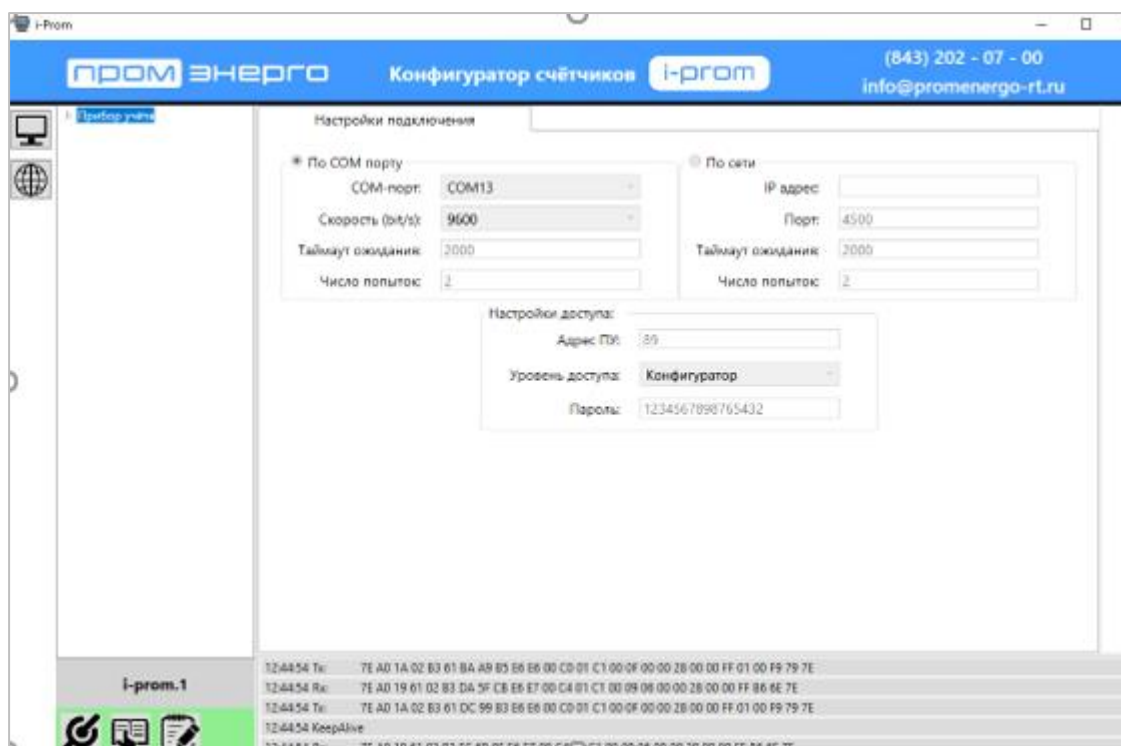 i-Prom
пром энерго
Конфигуратор счётчиков i-prom
(843) 202 - 07 - 00
info@promenergo-rt.ru
Прибор учёта
Настройки подключения
По COM порту
COM-порт: COM13
Скорость (bit/s): 9600
Таймаут ожидания: 2000
Число попыток: 2
По сети
IP адрес:
Порт: 4500
Таймаут ожидания: 2000
Число попыток: 2
Настройки доступа:
Адрес ПУ: 89
Уровень доступа: Конфигуратор
Пароль: 1234567898765432
i-prom.1
12:44:54 Tx: 7E A0 1A 02 B3 61 BA A9 B5 E6 E6 00 C0 01 C1 00 0F 00 00 28 00 00 FF 01 00 F9 79 7E
12:44:54 Rx: 7E A0 19 61 02 B3 DA 5F CB E6 E7 00 C4 01 C1 00 09 06 00 00 28 00 00 FF B6 6E 7E
12:44:54 Tx: 7E A0 1A 02 B3 61 DC 99 B3 E6 E6 00 C0 01 C1 00 0F 00 00 28 00 00 FF 01 00 F9 79 7E
12:44:54 KeepAlive